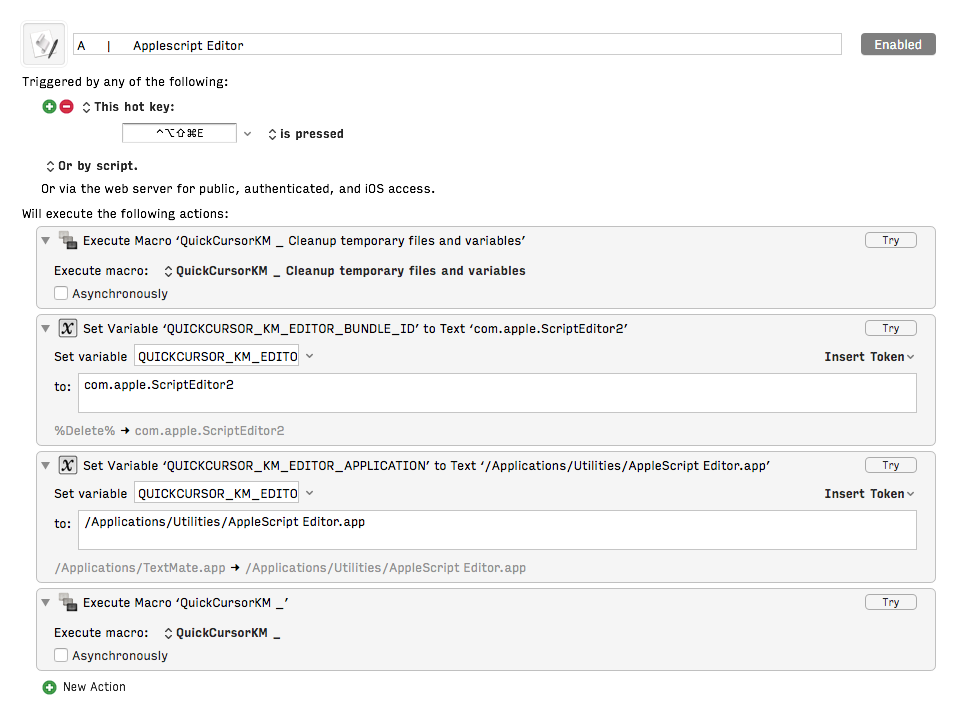 A | Applescript Editor
Enabled
Triggered by any of the following:
This hot key:
^⌥⇧⌘E is pressed
Or by script.
Or via the web server for public, authenticated, and iOS access.
Will execute the following actions:
Execute Macro ‘QuickCursorKM _ Cleanup temporary files and variables’ Try
Execute macro: QuickCursorKM _ Cleanup temporary files and variables
Asynchronously
X Set Variable ‘QUICKCURSOR_KM_EDITOR_BUNDLE_ID’ to Text ‘com.apple.ScriptEditor2’ Try
Set variable QUICKCURSOR_KM_EDITO Insert Token
to: com.apple.ScriptEditor2
%Delete% → com.apple.ScriptEditor2
X Set Variable ‘QUICKCURSOR_KM_EDITOR_APPLICATION’ to Text ‘/Applications/Utilities/AppleScript Editor.app’ Try
Set variable QUICKCURSOR_KM_EDITO Insert Token
to: /Applications/Utilities/AppleScript Editor.app
/Applications/TextMate.app → /Applications/Utilities/AppleScript Editor.app
Execute Macro ‘QuickCursorKM _’ Try
Execute macro: QuickCursorKM _
Asynchronously
New Action